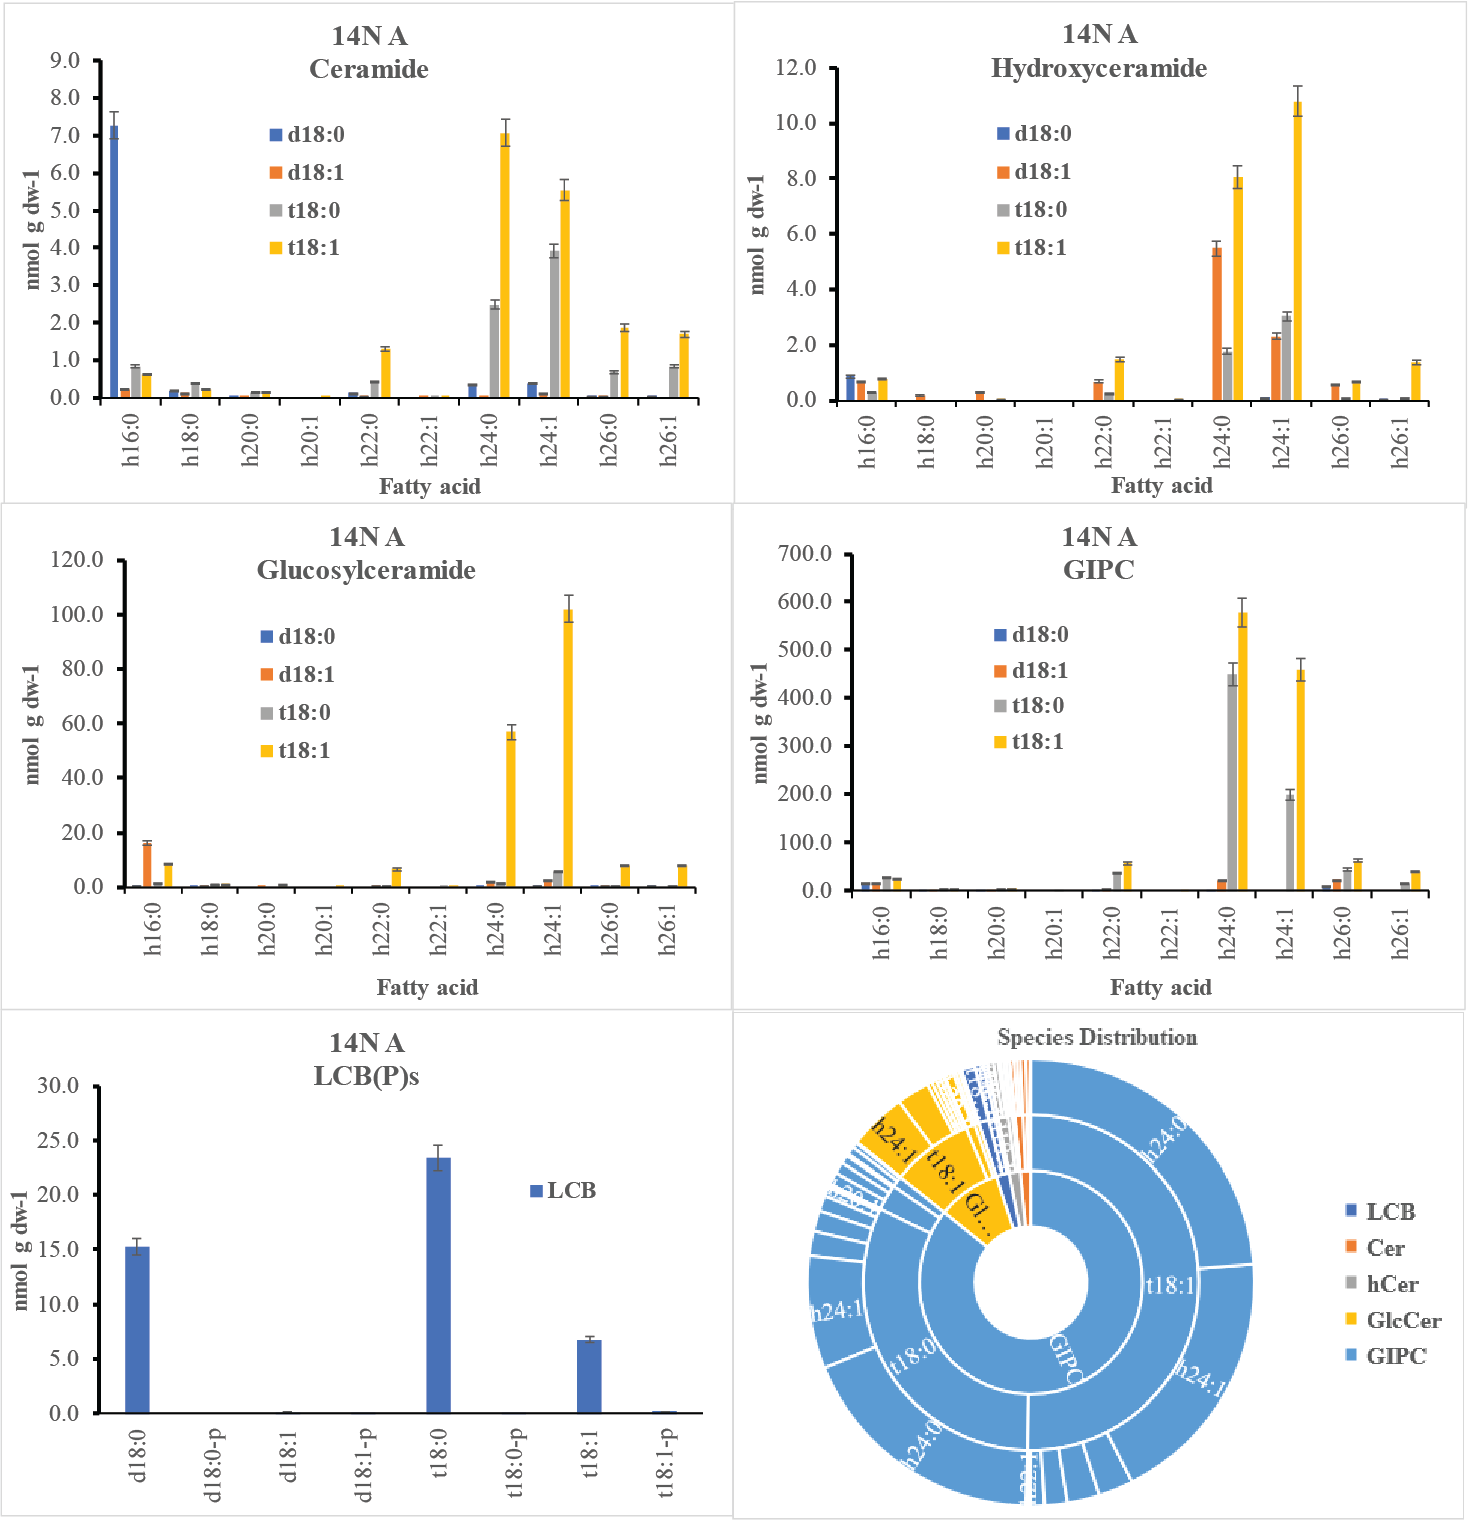 14N A
Ceramide
9.0
8.0
7.0
6.0
5.0
4.0
3.0
2.0
1.0
0.0
nmol g dw-1
d18:0
d18:1
t18:0
t18:1
h16:0
h18:0
h20:0
h20:1
h22:0
h22:1
h24:0
h24:1
h26:0
h26:1
Fatty acid
14N A
Hydroxyceramide
12.0
10.0
8.0
6.0
4.0
2.0
0.0
nmol g dw-1
d18:0
d18:1
t18:0
t18:1
h16:0
h18:0
h20:0
h20:1
h22:0
h22:1
h24:0
h24:1
h26:0
h26:1
Fatty acid
14N A
Glucosylceramide
120.0
100.0
80.0
60.0
40.0
20.0
0.0
nmol g dw-1
d18:0
d18:1
t18:0
t18:1
h16:0
h18:0
h20:0
h20:1
h22:0
h22:1
h24:0
h24:1
h26:0
h26:1
Fatty acid
14N A
GIPC
700.0
600.0
500.0
400.0
300.0
200.0
100.0
0.0
nmol g dw-1
d18:0
d18:1
t18:0
t18:1
h16:0
h18:0
h20:0
h20:1
h22:0
h22:1
h24:0
h24:1
h26:0
h26:1
Fatty acid
14N A
LCB(P)s
30.0
25.0
20.0
15.0
10.0
5.0
0.0
nmol g dw-1
LCB
d18:0
d18:0-p
d18:1
d18:1-p
t18:0
t18:0-p
t18:1
t18:1-p
Species Distribution
h24:0
t18:1
h24:1
GIPC
h22:1
h24:0
t18:0
h24:1
h24:1
t18:1
Gl...
LCB
Cer
hCer
GlcCer
GIPC